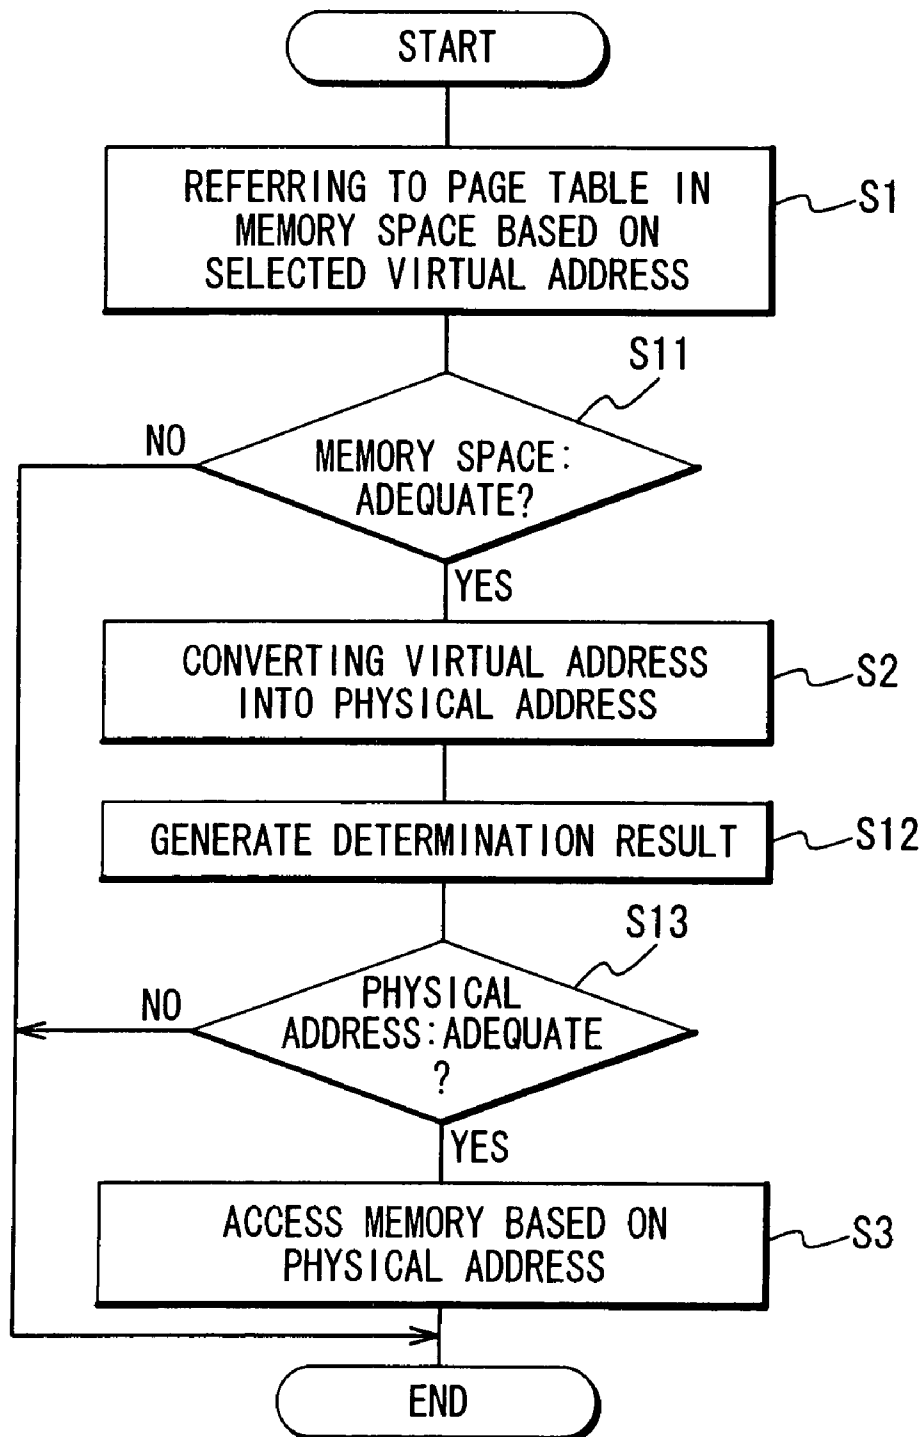 START
REFERRING TO PAGE TABLE IN
MEMORY SPACE BASED ON
SELECTED VIRTUAL ADDRESS
S1
S11
NO
MEMORY SPACE:
ADEQUATE?
YES
CONVERTING VIRTUAL ADDRESS
INTO PHYSICAL ADDRESS
S2
GENERATE DETERMINATION RESULT
S12
S13
NO
PHYSICAL
ADDRESS:ADEQUATE
?
YES
ACCESS MEMORY BASED ON
PHYSICAL ADDRESS
S3
END